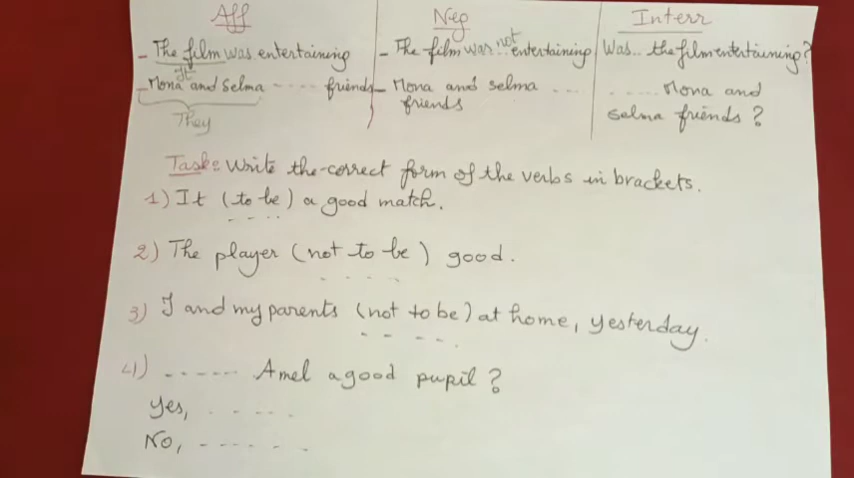 Aff
Neg
Interr
- The film was entertaining
It
- The film was not entertaining
Was.. the film entertaining?
- Mona and Selma ..... friends
They
- Mona and selma ....
friends
..... Mona and
Selma friends ?
Task: Write the correct form of the verbs in brackets.
1) It (to be) a good match.
.....
2) The player (not to be) good.
.....
3) I and my parents (not to be) at home, yesterday.
.....
4) ...... Amel a good pupil ?
Yes, ......
No, .......